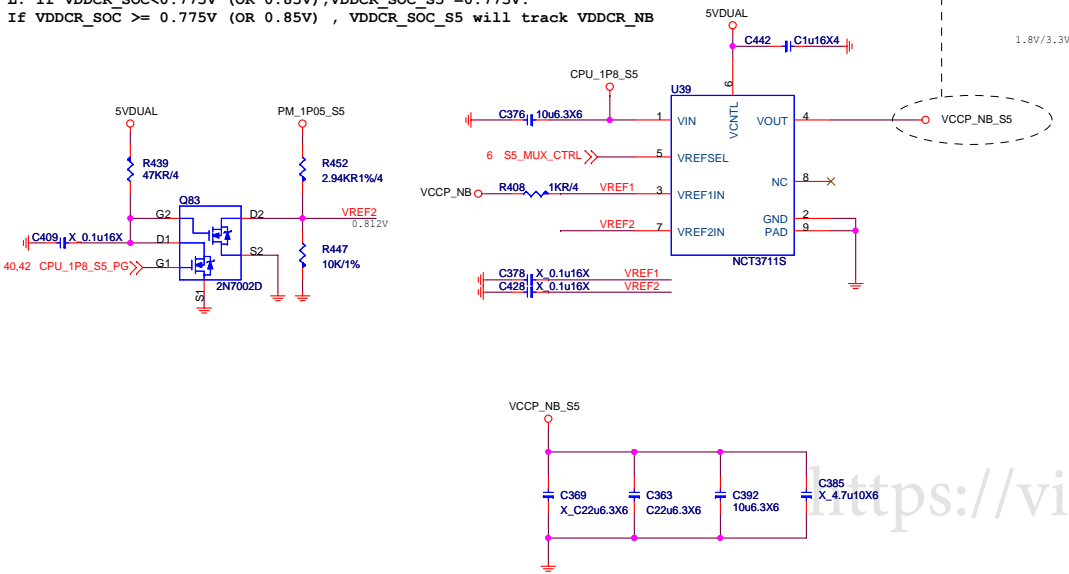 If VDDCR_SOC >= 0.775V (OR 0.85V) , VDDCR_SOC_S5 will track VDDCR_NB
5VDUAL
1.8V/3.3V
C442
C1u16X4
CPU_1P8_S5
U39
6
5VDUAL
PM_1P05_S5
C376
10u6.3X6
1
VIN
VCNTL
VOUT
4
VCCP_NB_S5
R439
47KR/4
R452
2.94KR1%/4
6 S5_MUX_CTRL
5
VREFSEL
NC
8
VCCP_NB
R408
1KR/4
VREF1
3
VREF1IN
Q83
G2
D2
VREF2
0.812V
VREF2
7
VREF2IN
GND
2
PAD
9
C409
X_0.1u16X
D1
S2
R447
10K/1%
NCT3711S
40,42 CPU_1P8_S5_PG
G1
2N7002D
S1
C378
X_0.1u16X
VREF1
C428
X_0.1u16X
VREF2
VCCP_NB_S5
C369
X_C22u6.3X6
C363
C22u6.3X6
C392
10u6.3X6
C385
X_4.7u10X6
https://vi